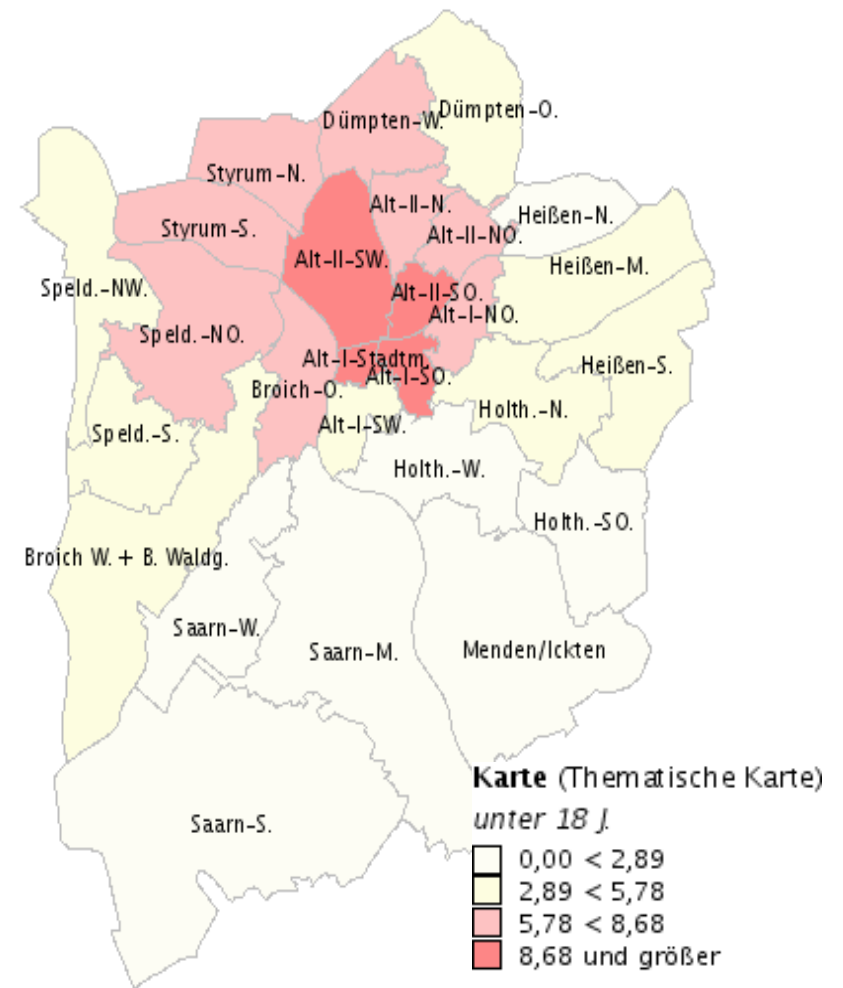 Dümpten-W.
Dümpten-O.
Styrum-N.
Alt-II-N.
Heißen-N.
Styrum-S.
Alt-II-NO.
Alt-II-SW.
Heißen-M.
Speld.-NW.
Alt-II-SO.
Alt-I-NO.
Speld.-NO.
Alt-I-Stadtm.
Heißen-S.
Alt-I-SO.
Broich-O.
Holth.-N.
Alt-I-SW.
Speld.-S.
Holth.-W.
Holth.-SO.
Broich W. + B. Waldg.
Saarn-W.
Saarn-M.
Menden/Ickten
Saarn-S.
Karte (Thematische Karte)
unter 18 J.
0,00 < 2,89
2,89 < 5,78
5,78 < 8,68
8,68 und größer